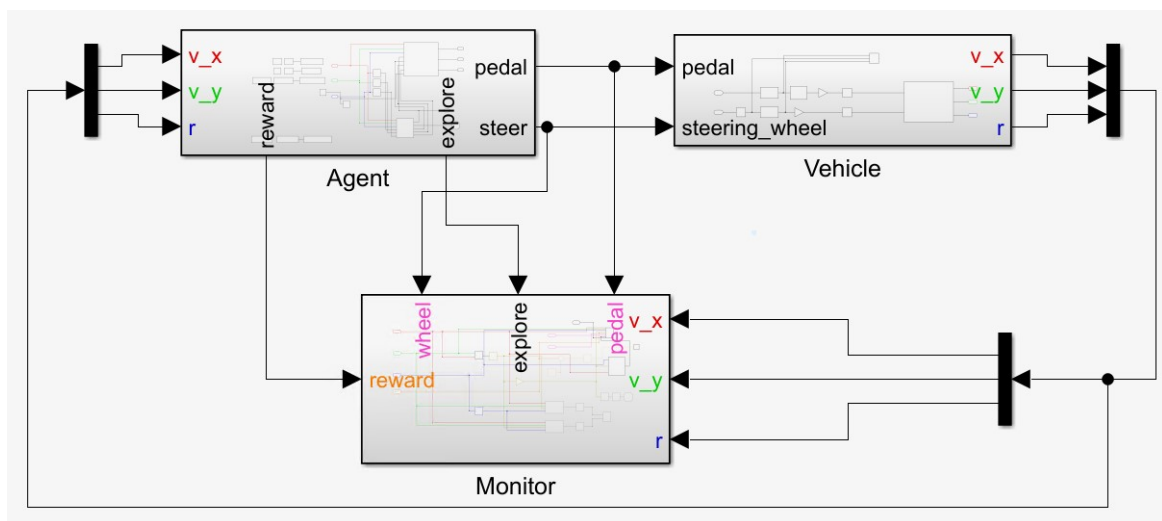 v_x
v_y
r
reward
explore
pedal
steer
Agent
pedal
steering_wheel
v_x
v_y
r
Vehicle
wheel
explore
pedal
reward
v_x
v_y
r
Monitor